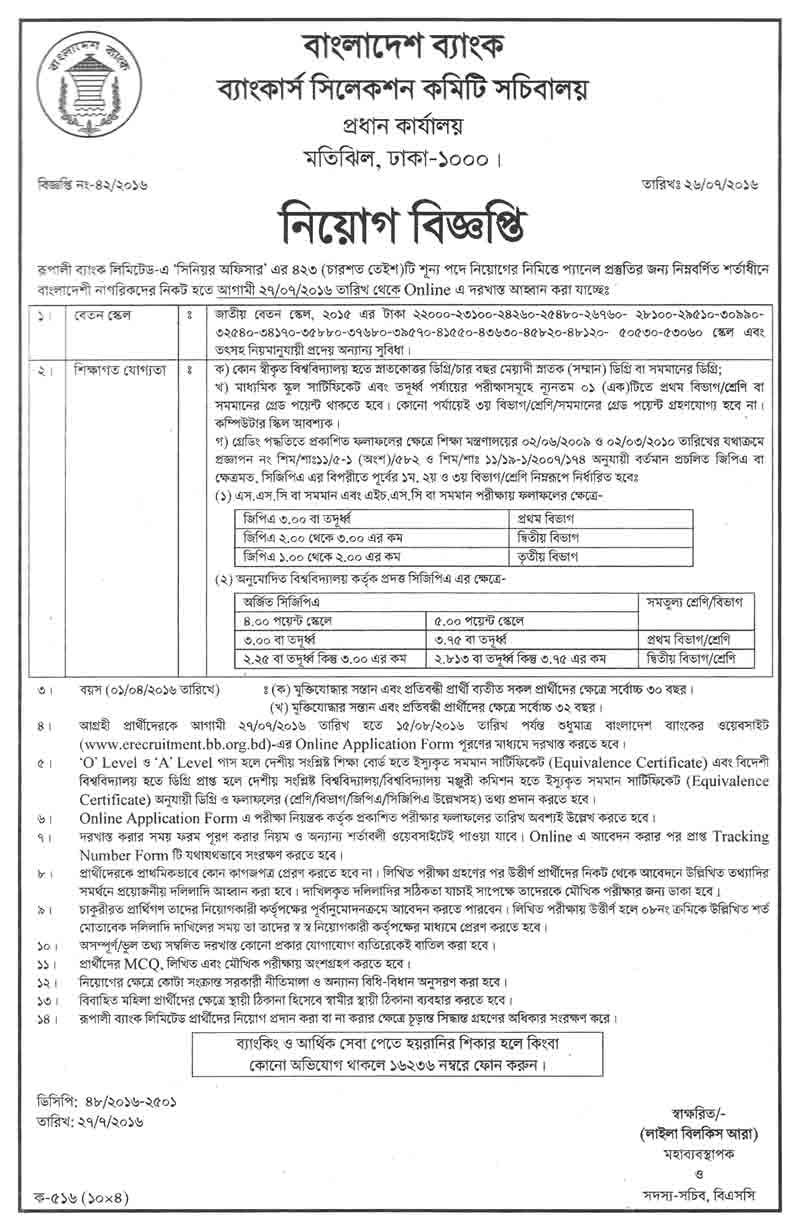 বাংলাদেশ ব্যাংক
বাংলাদেশ ব্যাংক
ব্যাংকার্স সিলেকশন কমিটি সচিবালয়
প্রধান কার্যালয়
মতিঝিল, ঢাকা-১০০০।
বিজ্ঞপ্তি নং-৪২/২০১৬
তারিখঃ ২৬/০৭/২০১৬
নিয়োগ বিজ্ঞপ্তি
রূপালী ব্যাংক লিমিটেড-এ ‘সিনিয়র অফিসার’ এর ৪২৩ (চারশত তেইশ)টি শূন্য পদে নিয়োগের নিমিত্তে প্যানেল প্রস্তুতির জন্য নিম্নবর্ণিত শর্তাধীনে
বাংলাদেশী নাগরিকদের নিকট হতে আগামী ২৭/০৭/২০১৬ তারিখ থেকে Online এ দরখাস্ত আহ্বান করা যাচ্ছেঃ
১। বেতন স্কেল ঃ জাতীয় বেতন স্কেল, ২০১৫ এর টাকা ২২০০০-২৩১০০-২৪২৬০-২৫৪৮০-২৬৭৬০- ২৮১০০-২৯৫১০-৩০৯৯০-
৩২৫৪০-৩৪১৭০-৩৫৮৮০-৩৭৬৮০-৩৯৫৭০-৪১৫৫০-৪৩৬৩০-৪৫৮২০-৪৮১২০- ৫০৫৩০-৫৩০৬০ স্কেল এবং
তৎসহ নিয়মানুযায়ী প্রদেয় অন্যান্য সুবিধা।
২। শিক্ষাগত যোগ্যতা ঃ ক) কোন স্বীকৃত বিশ্ববিদ্যালয় হতে স্নাতকোত্তর ডিগ্রি/চার বছর মেয়াদী স্নাতক (সম্মান) ডিগ্রি বা সমমানের ডিগ্রি;
খ) মাধ্যমিক স্কুল সার্টিফিকেট এবং তদূর্ধ্ব পর্যায়ের পরীক্ষাসমূহে ন্যূনতম ০১ (এক)টিতে প্রথম বিভাগ/শ্রেণি বা
সমমানের গ্রেড পয়েন্ট থাকতে হবে। কোনো পর্যায়েই ৩য় বিভাগ/শ্রেণি/সমমানের গ্রেড পয়েন্ট গ্রহণযোগ্য হবে না।
কম্পিউটার স্কিল আবশ্যক।
গ) গ্রেডিং পদ্ধতিতে প্রকাশিত ফলাফলের ক্ষেত্রে শিক্ষা মন্ত্রণালয়ের ০২/০৬/২০০৯ ও ০২/০৩/২০১০ তারিখের যথাক্রমে
প্রজ্ঞাপন নং শিম/শাঃ১১/৫-১ (অংশ)/৫৮২ ও শিম/শাঃ ১১/১৯-১/২০০৭/১৭৪ অনুযায়ী বর্তমান প্রচলিত জিপিএ বা
ক্ষেত্রমত, সিজিপিএ এর বিপরীতে পূর্বের ১ম, ২য় ও ৩য় বিভাগ/শ্রেণি নিম্নরূপে নির্ধারিত হবেঃ
(১) এস.এস.সি বা সমমান এবং এইচ.এস.সি বা সমমান পরীক্ষায় ফলাফলের ক্ষেত্রে-
জিপিএ ৩.০০ বা তদূর্ধ্ব প্রথম বিভাগ
জিপিএ ২.০০ থেকে ৩.০০ এর কম দ্বিতীয় বিভাগ
জিপিএ ১.০০ থেকে ২.০০ এর কম তৃতীয় বিভাগ
(২) অনুমোদিত বিশ্ববিদ্যালয় কর্তৃক প্রদত্ত সিজিপিএ এর ক্ষেত্রে-
অর্জিত সিজিপিএ সমতুল্য শ্রেণি/বিভাগ
৪.০০ পয়েন্ট স্কেলে ৫.০০ পয়েন্ট স্কেলে
৩.০০ বা তদূর্ধ্ব ৩.৭৫ বা তদূর্ধ্ব প্রথম বিভাগ/শ্রেণি
২.২৫ বা তদূর্ধ্ব কিন্তু ৩.০০ এর কম ২.৮১৩ বা তদূর্ধ্ব কিন্তু ৩.৭৫ এর কম দ্বিতীয় বিভাগ/শ্রেণি
৩। বয়স (০১/০৪/২০১৬ তারিখে) ঃ (ক) মুক্তিযোদ্ধার সন্তান এবং প্রতিবন্ধী প্রার্থী ব্যতীত সকল প্রার্থীদের ক্ষেত্রে সর্বোচ্চ ৩০ বছর।
(খ) মুক্তিযোদ্ধার সন্তান এবং প্রতিবন্ধী প্রার্থীদের ক্ষেত্রে সর্বোচ্চ ৩২ বছর।
৪। আগ্রহী প্রার্থীদেরকে আগামী ২৭/০৭/২০১৬ তারিখ হতে ১৫/০৮/২০১৬ তারিখ পর্যন্ত শুধুমাত্র বাংলাদেশ ব্যাংকের ওয়েবসাইট
(www.erecruitment.bb.org.bd)-এর Online Application Form পূরণের মাধ্যমে দরখাস্ত করতে হবে।
৫। ‘O’ Level ও ‘A’ Level পাস হলে দেশীয় সংশ্লিষ্ট শিক্ষা বোর্ড হতে ইস্যুকৃত সমমান সার্টিফিকেট (Equivalence Certificate) এবং বিদেশী
বিশ্ববিদ্যালয় হতে ডিগ্রি প্রাপ্ত হলে দেশীয় সংশ্লিষ্ট বিশ্ববিদ্যালয়/বিশ্ববিদ্যালয় মঞ্জুরী কমিশন হতে ইস্যুকৃত সমমান সার্টিফিকেট (Equivalence
Certificate) অনুযায়ী ডিগ্রি ও ফলাফলের (শ্রেণি/বিভাগ/জিপিএ/সিজিপিএ উল্লেখসহ) তথ্য প্রদান করতে হবে।
৬। Online Application Form এ পরীক্ষা নিয়ন্ত্রক কর্তৃক প্রকাশিত পরীক্ষার ফলাফলের তারিখ অবশ্যই উল্লেখ করতে হবে।
৭। দরখাস্ত করার সময় ফরম পূরণ করার নিয়ম ও অন্যান্য শর্তাবলী ওয়েবসাইটেই পাওয়া যাবে। Online এ আবেদন করার পর প্রাপ্ত Tracking
Number Form টি যথাযথভাবে সংরক্ষণ করতে হবে।
৮। প্রার্থীদেরকে প্রাথমিকভাবে কোন কাগজপত্র প্রেরণ করতে হবে না। লিখিত পরীক্ষা গ্রহণের পর উত্তীর্ণ প্রার্থীদের নিকট থেকে আবেদনে উল্লিখিত তথ্যাদির
সমর্থনে প্রয়োজনীয় দলিলাদি আহ্বান করা হবে। দাখিলকৃত দলিলাদির সঠিকতা যাচাই সাপেক্ষে তাদেরকে মৌখিক পরীক্ষার জন্য ডাকা হবে।
৯। চাকুরীরত প্রার্থিগণ তাদের নিয়োগকারী কর্তৃপক্ষের পূর্বানুমোদনক্রমে আবেদন করতে পারবেন। লিখিত পরীক্ষায় উত্তীর্ণ হলে ০৮নং ক্রমিকে উল্লিখিত শর্ত
মোতাবেক দলিলাদি দাখিলের সময় তা তাদের স্ব স্ব নিয়োগকারী কর্তৃপক্ষের মাধ্যমে প্রেরণ করতে হবে।
১০। অসম্পূর্ণ/ভুল তথ্য সম্বলিত দরখাস্ত কোনো প্রকার যোগাযোগ ব্যতিরেকেই বাতিল করা হবে।
১১। প্রার্থীদের MCQ, লিখিত এবং মৌখিক পরীক্ষায় অংশগ্রহণ করতে হবে।
১২। নিয়োগের ক্ষেত্রে কোটা সংক্রান্ত সরকারী নীতিমালা ও অন্যান্য বিধি-বিধান অনুসরণ করা হবে।
১৩। বিবাহিত মহিলা প্রার্থীদের ক্ষেত্রে স্থায়ী ঠিকানা হিসেবে স্বামীর স্থায়ী ঠিকানা ব্যবহার করতে হবে।
১৪। রূপালী ব্যাংক লিমিটেড প্রার্থীদের নিয়োগ প্রদান করা বা না করার ক্ষেত্রে চূড়ান্ত সিদ্ধান্ত গ্রহণের অধিকার সংরক্ষণ করে।
ব্যাংকিং ও আর্থিক সেবা পেতে হয়রানির শিকার হলে কিংবা
কোনো অভিযোগ থাকলে ১৬২৩৬ নম্বরে ফোন করুন।
ডিসিপি: ৪৮/২০১৬-২৫০১
তারিখ: ২৭/৭/২০১৬
স্বাক্ষরিত/-
(লাইলা বিলকিস আরা)
মহাব্যবস্থাপক
ও
সদস্য-সচিব, বিএসসি
ক-৫১৬ (১০×৪)